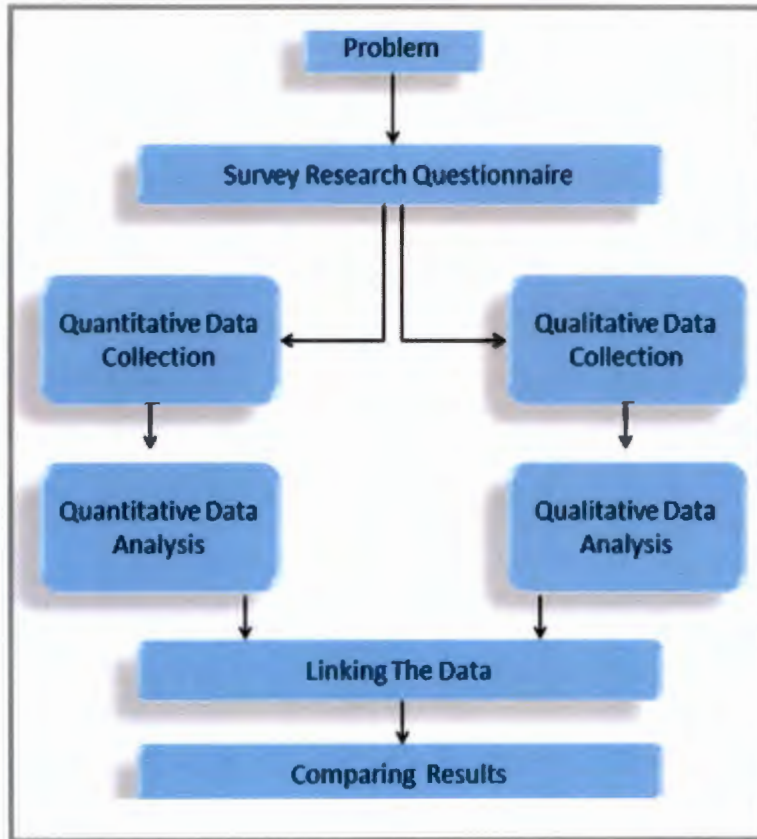 Problem
Survey Research Questionnaire
Quantitative Data
Collection
Qualitative Data
Collection
Quantitative Data
Analysis
Qualitative Data
Analysis
Linking The Data
Comparing Results